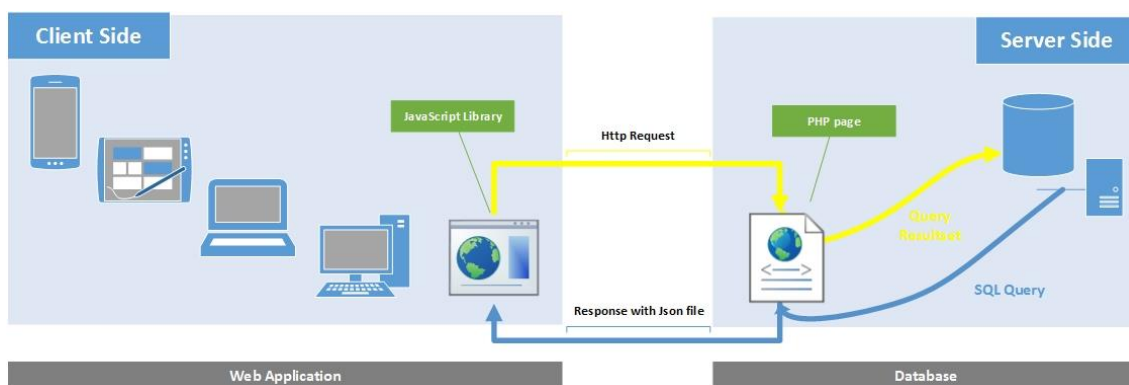 Client Side
Server Side
JavaScript Library
PHP page
Http Request
Query
Resultset
SQL Query
Response with Json file
Web Application
Database